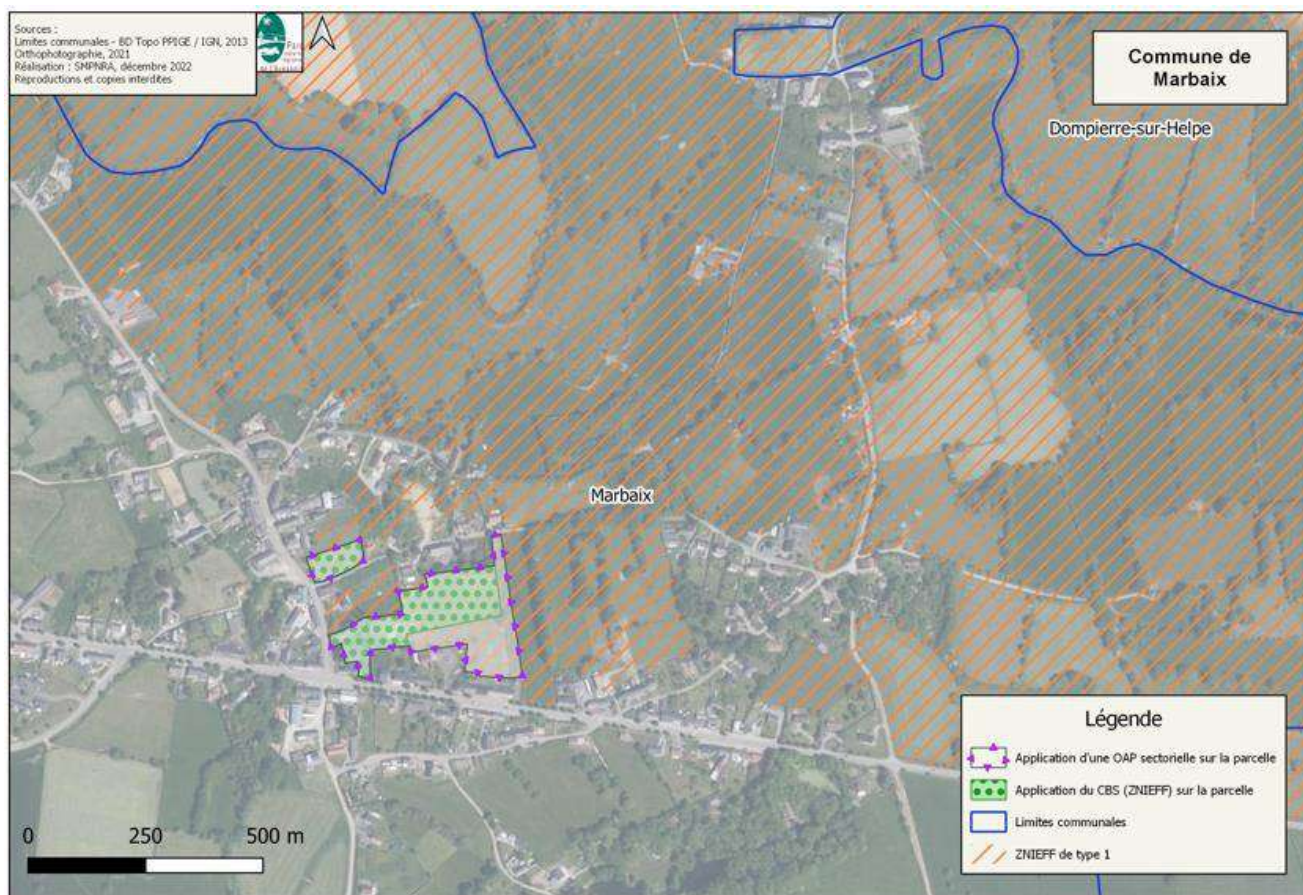 Sources :
Limites communales - BD Topo PPIGE / IGN, 2013
Orthophotographie, 2021
Réalisation : SMPNRA, décembre 2022
Reproductions et copies interdites
Parc
Commune de
Marbaix
Dompierre-sur-Helpe
Marbaix
Légende
Application d'une OAP sectorielle sur la parcelle
Application du CBS (ZNIEFF) sur la parcelle
Limites communales
ZNIEFF de type 1
0 250 500 m